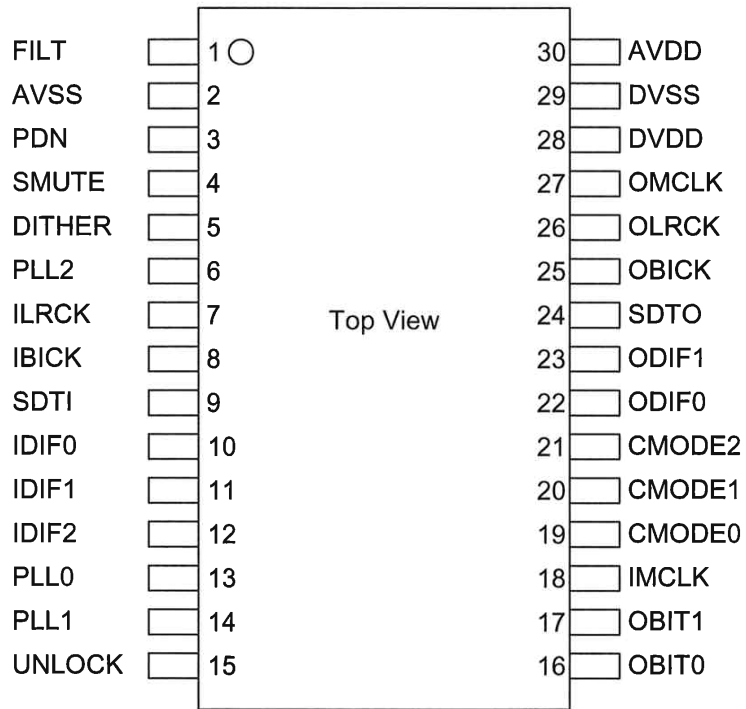 FILT 1 30 AVDD
AVSS 2 29 DVSS
PDN 3 28 DVDD
SMUTE 4 27 OMCLK
DITHER 5 26 OLRCK
PLL2 6 25 OBICK
ILRCK 7 Top View 24 SDTO
IBICK 8 23 ODIF1
SDTI 9 22 ODIF0
IDIF0 10 21 CMODE2
IDIF1 11 20 CMODE1
IDIF2 12 19 CMODE0
PLL0 13 18 IMCLK
PLL1 14 17 OBIT1
UNLOCK 15 16 OBIT0